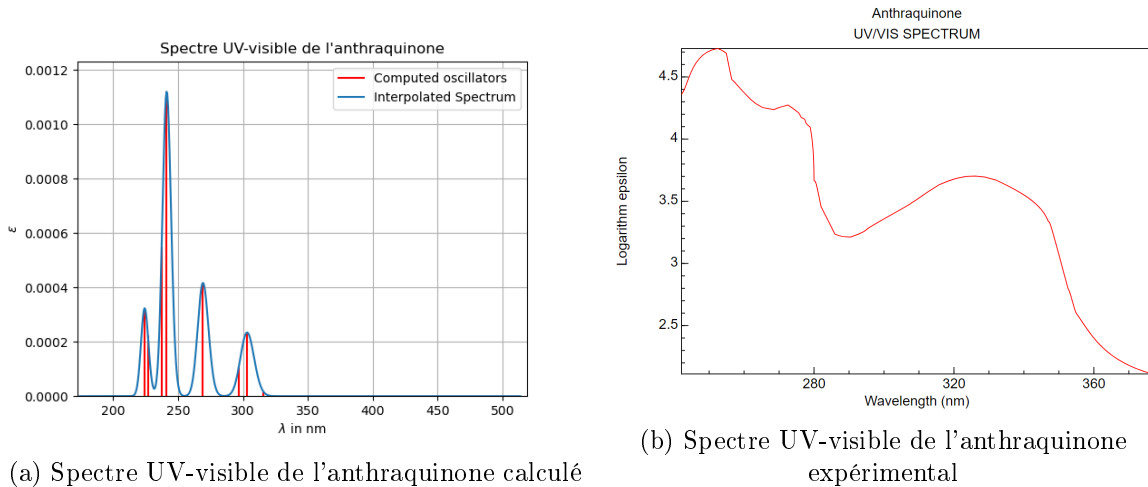 Spectre UV-visible de l'anthraquinone
0.0012
0.0010
0.0008
0.0006
0.0004
0.0002
0.0000
ε
Computed oscillators
Interpolated Spectrum
200
250
300
350
400
450
500
λ in nm
(a) Spectre UV-visible de l'anthraquinone calculé
Anthraquinone
UV/VIS SPECTRUM
4.5
4
3.5
3
2.5
Logarithm epsilon
280
320
360
Wavelength (nm)
(b) Spectre UV-visible de l'anthraquinone
expérimental